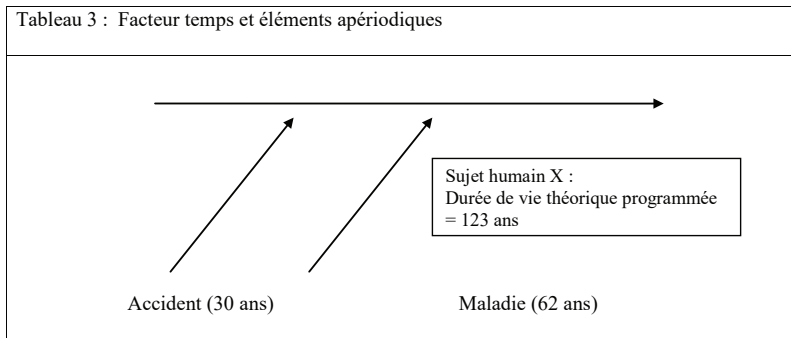 Tableau 3 : Facteur temps et éléments apériodiques
Sujet humain X :
Durée de vie théorique programmée
= 123 ans
Accident (30 ans)
Maladie (62 ans)